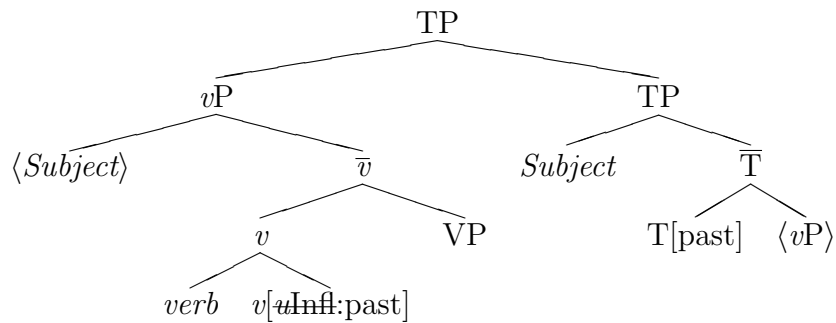 TP
vP TP
⟨Subject⟩ v̅ Subject T̅
v VP T[past] ⟨vP⟩
verb v[uInfl:past]